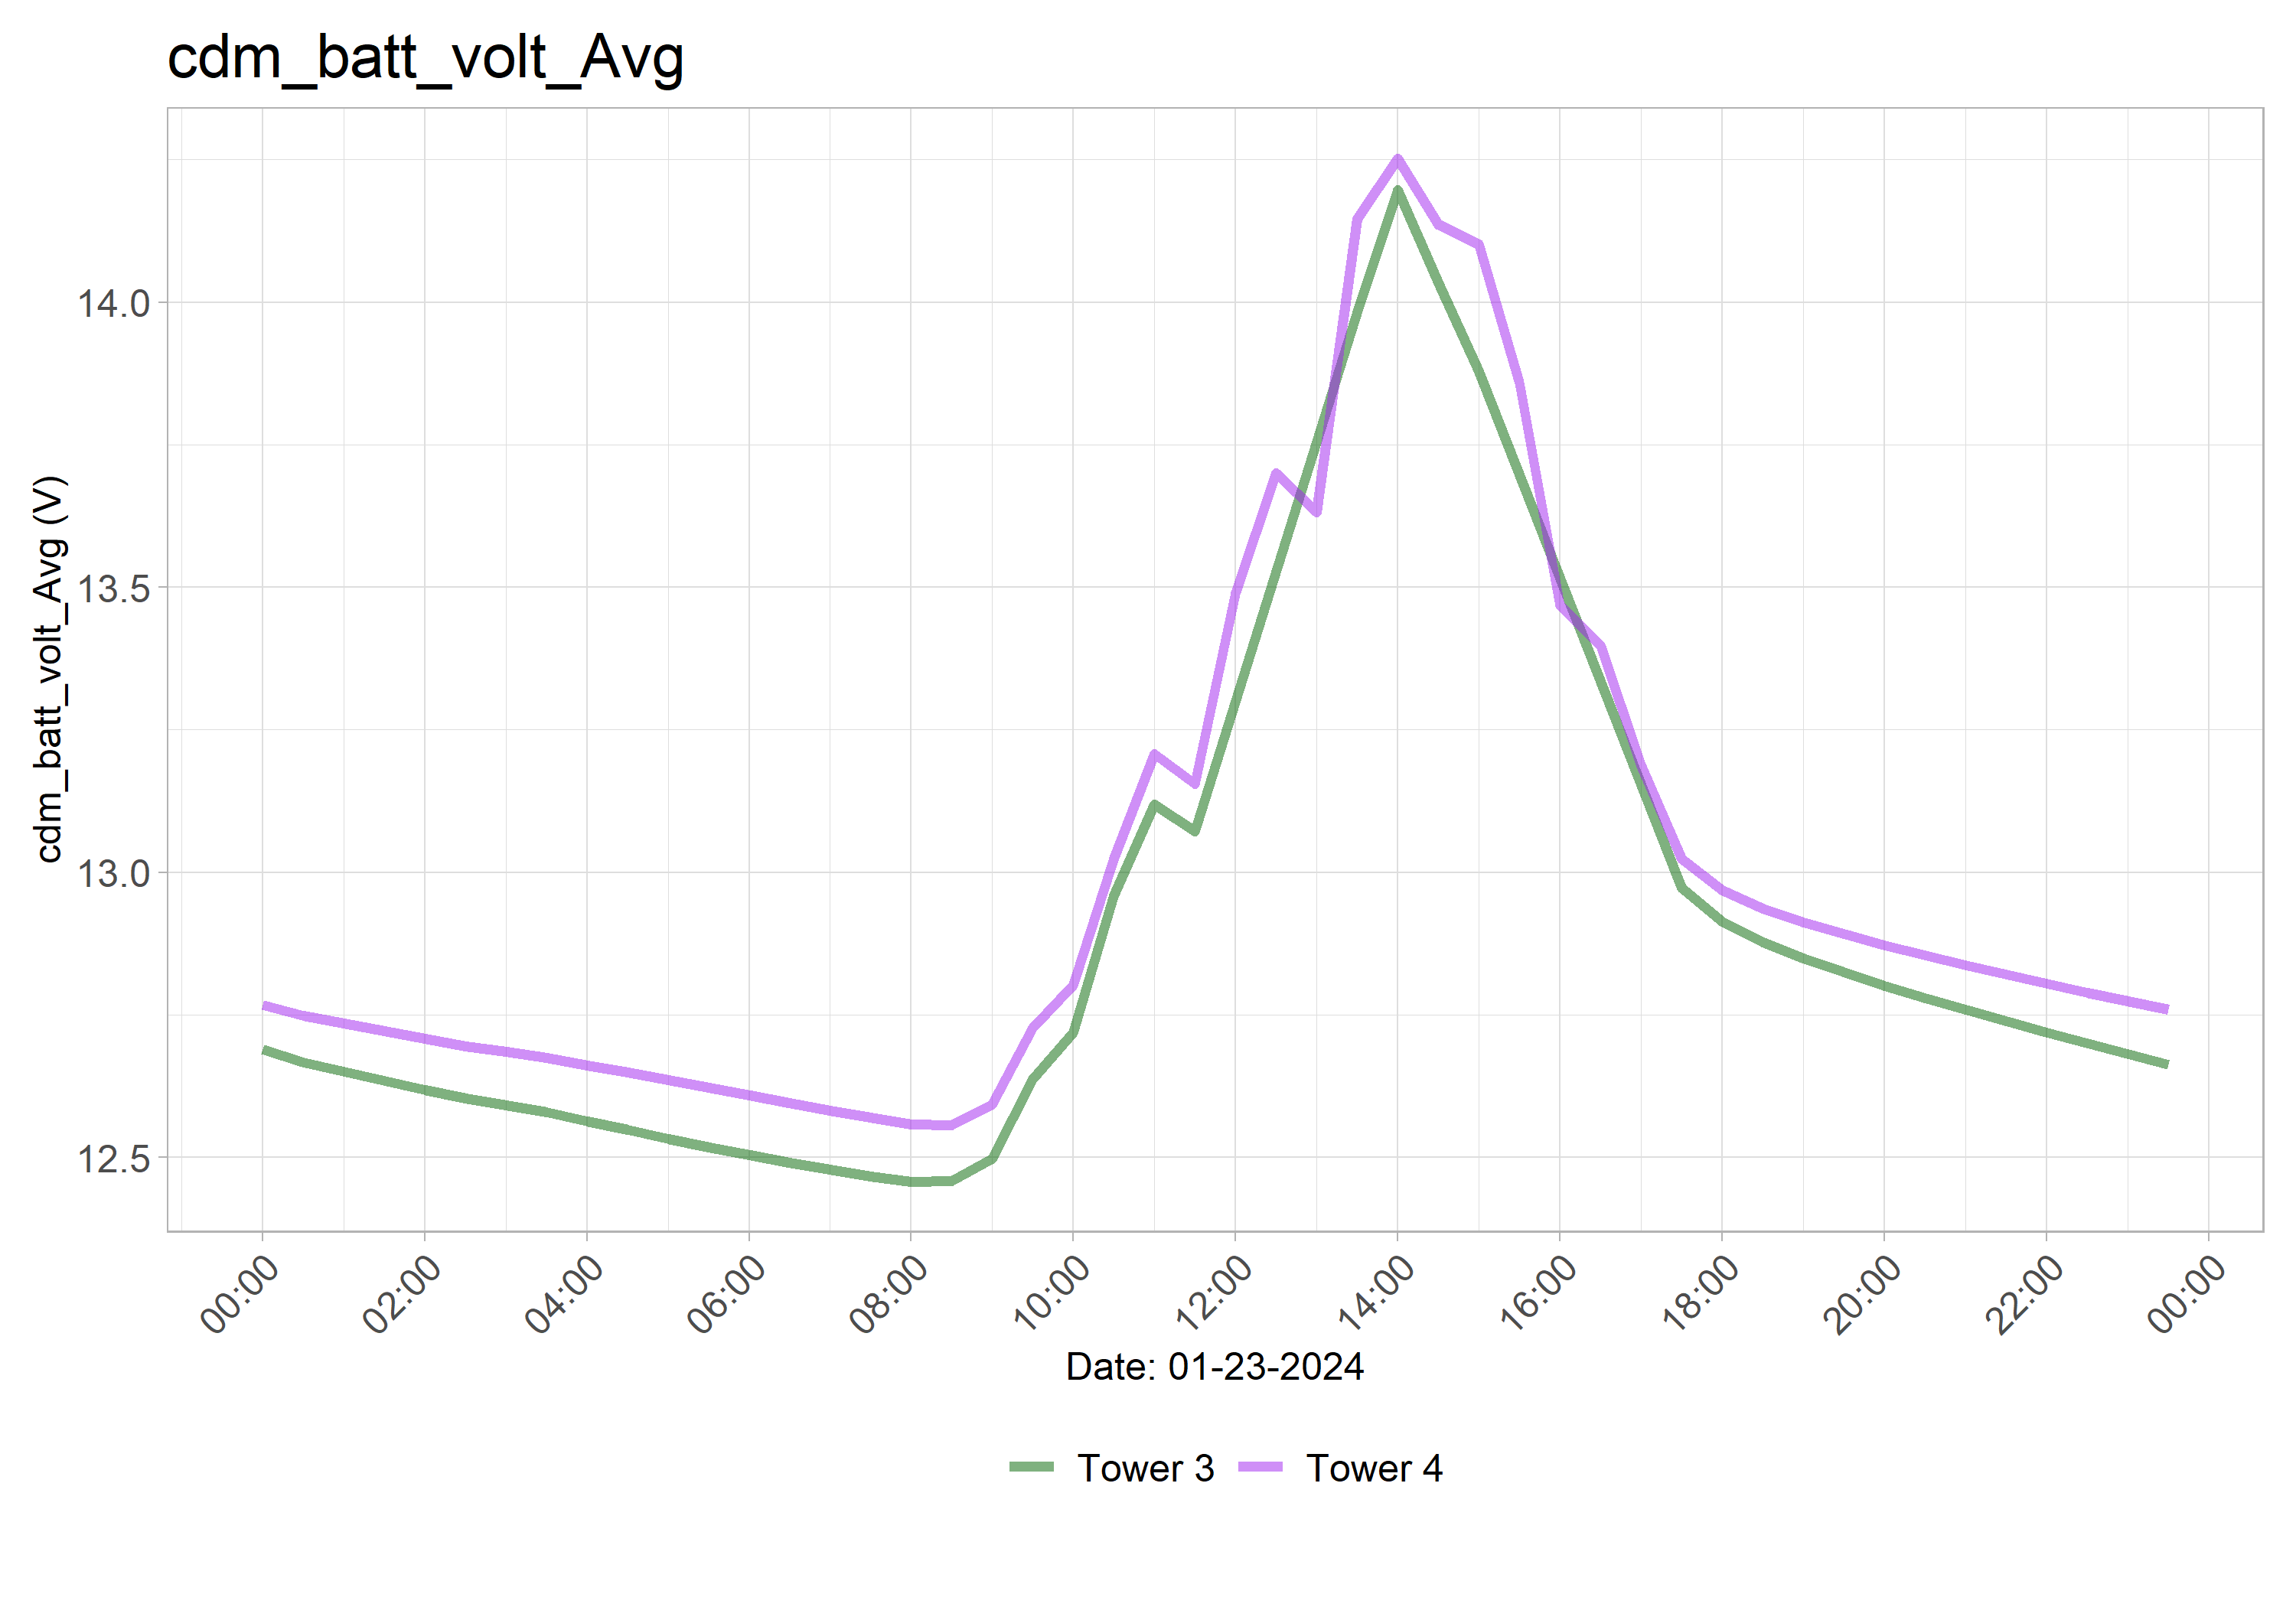 cdm_batt_volt_Avg
cdm_batt_volt_Avg (V)
14.0
13.5
13.0
12.5
00:00 02:00 04:00 06:00 08:00 10:00 12:00 14:00 16:00 18:00 20:00 22:00 00:00
Date: 01-23-2024
Tower 3 Tower 4